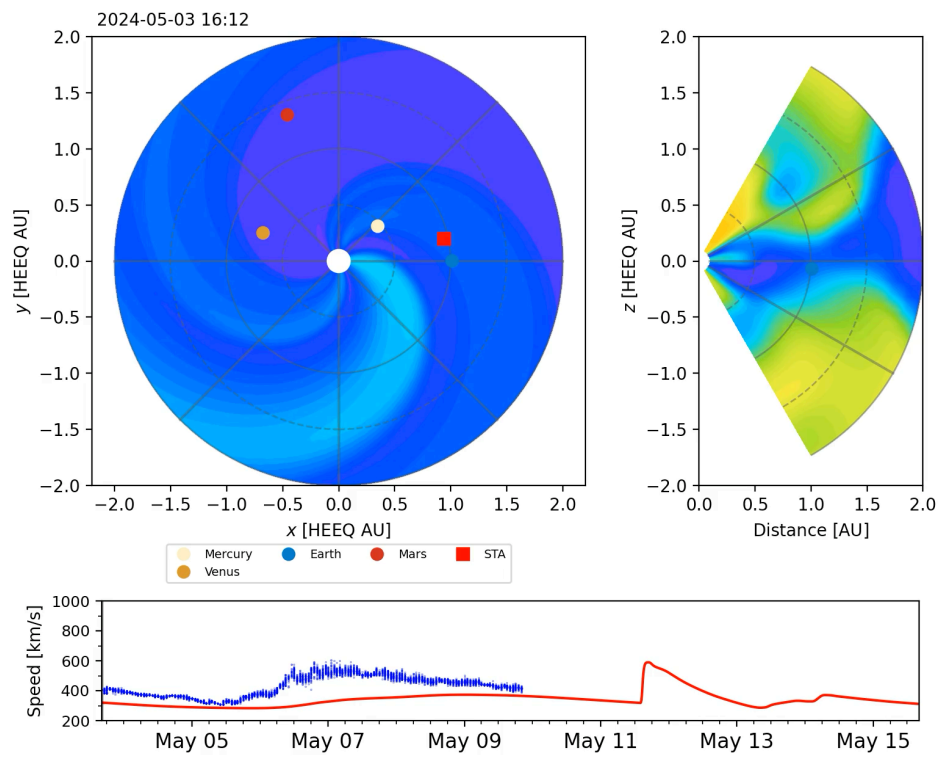 2024-05-03 16:12
2.0
1.5
1.0
0.5
0.0
−0.5
−1.0
−1.5
−2.0
y [HEEQ AU]
−2.0 −1.5 −1.0 −0.5 0.0 0.5 1.0 1.5 2.0
x [HEEQ AU]
2.0
1.5
1.0
0.5
0.0
−0.5
−1.0
−1.5
−2.0
z [HEEQ AU]
0.0 0.5 1.0 1.5 2.0
Distance [AU]
Mercury Earth Mars STA
Venus
1000
800
600
400
200
Speed [km/s]
May 05 May 07 May 09 May 11 May 13 May 15